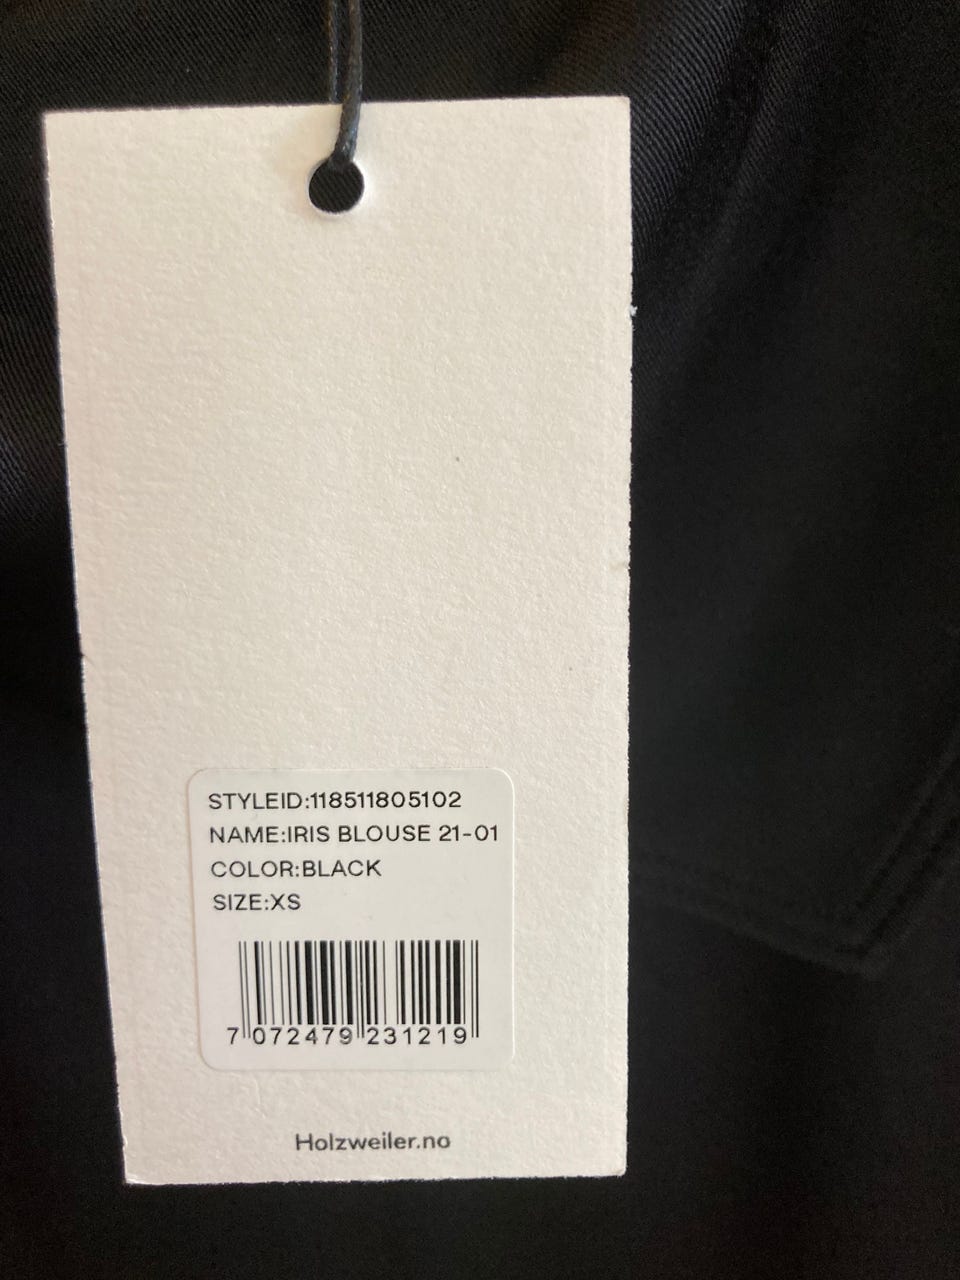 STYLEID:118511805102
NAME:IRIS BLOUSE 21-01
COLOR:BLACK
SIZE:XS
7 072479 231219
Holzweiler.no